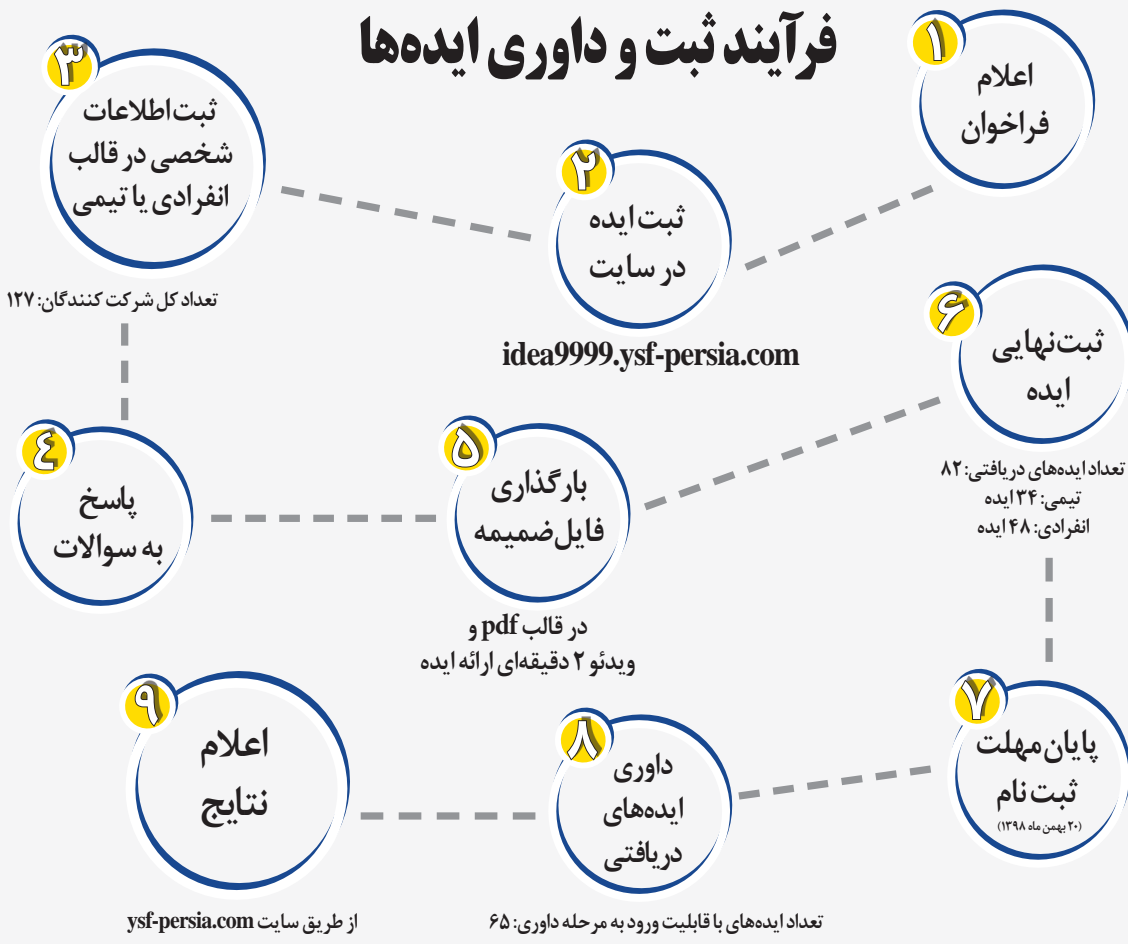 فرآیند ثبت و داوری ایده‌ها
۱
اعلام
فراخوان
۲
ثبت ایده
در سایت
idea9999.ysf-persia.com
۳
ثبت اطلاعات
شخصی در قالب
انفرادی یا تیمی
تعداد کل شرکت کنندگان: ۱۲۷
٤
پاسخ
به سوالات
۵
بارگذاری
فایل ضمیمه
در قالب pdf و
ویدئو ۲ دقیقه‌ای ارائه ایده
۶
ثبت نهایی
ایده
تعداد ایده‌های دریافتی: ۸۲
تیمی: ۳۴ ایده
انفرادی: ۴۸ ایده
۷
پایان مهلت
ثبت نام
(۲۰ بهمن ماه ۱۳۹۸)
۸
داوری
ایده‌های
دریافتی
تعداد ایده‌های با قابلیت ورود به مرحله داوری: ۶۵
۹
اعلام
نتایج
از طریق سایت ysf-persia.com